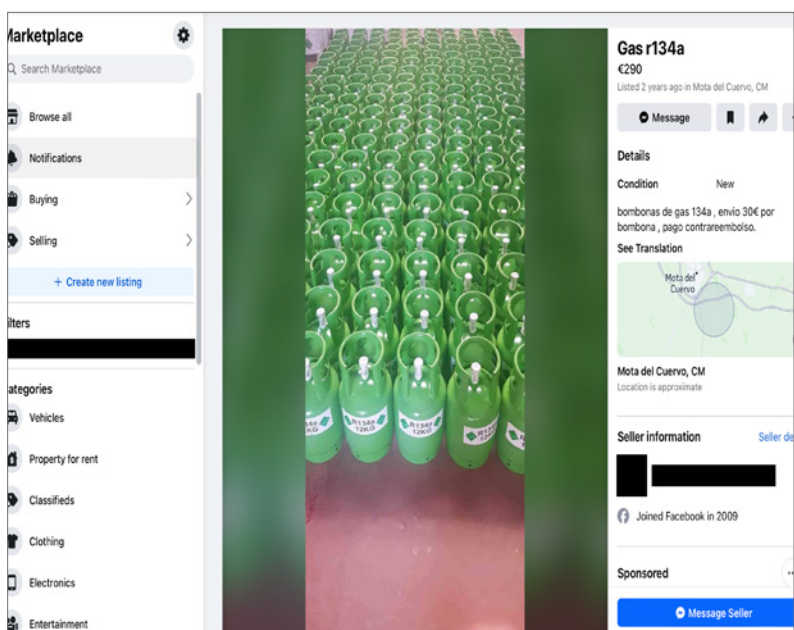 Marketplace
Search Marketplace
Browse all
Notifications
Buying
Selling
+ Create new listing
ilters
ategories
Vehicles
Property for rent
Classifieds
Clothing
Electronics
Entertainment
R134a
12KG
R134a
12KG
R134a
12KG
Gas r134a
€290
Listed 2 years ago in Mota del Cuervo, CM
Message
Details
Condition New
bombonas de gas 134a , envio 30€ por
bombona , pago contrareembolso.
See Translation
Mota del
Cuervo
Mota del Cuervo, CM
Location is approximate
Seller information
Seller de
Joined Facebook in 2009
Sponsored
Message Seller